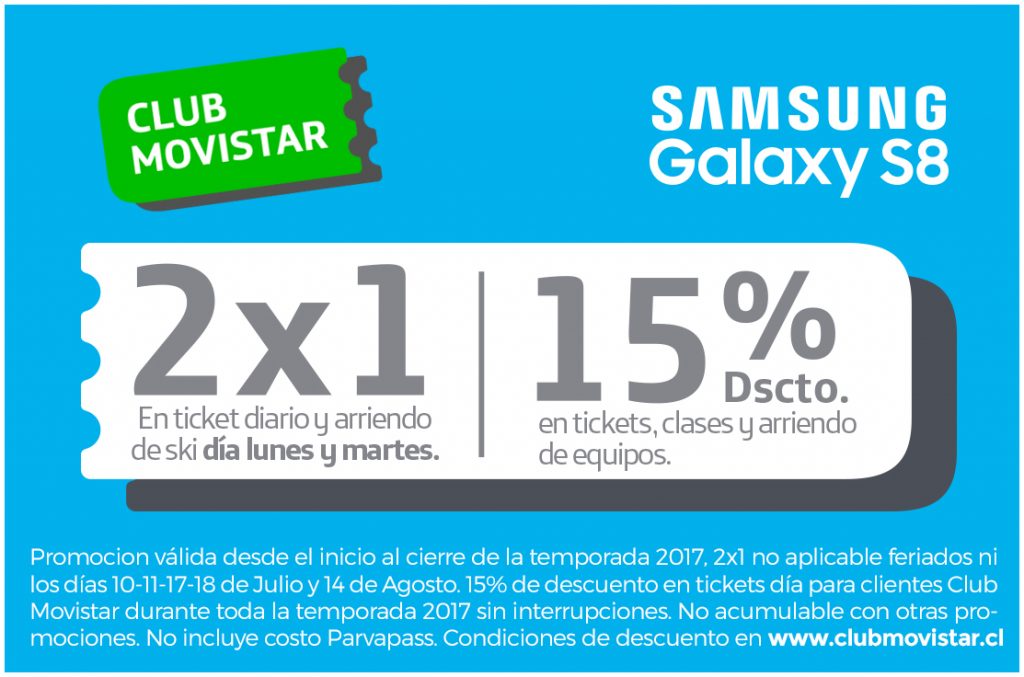 CLUB
MOVISTAR
SAMSUNG
Galaxy S8
2x1
En ticket diario y arriendo
de ski día lunes y martes.
15%
Dscto.
en tickets, clases y arriendo
de equipos.
Promocion válida desde el inicio al cierre de la temporada 2017, 2x1 no aplicable feriados ni
los días 10-11-17-18 de Julio y 14 de Agosto. 15% de descuento en tickets día para clientes Club
Movistar durante toda la temporada 2017 sin interrupciones. No acumulable con otras pro-
mociones. No incluye costo Parvapass. Condiciones de descuento en www.clubmovistar.cl